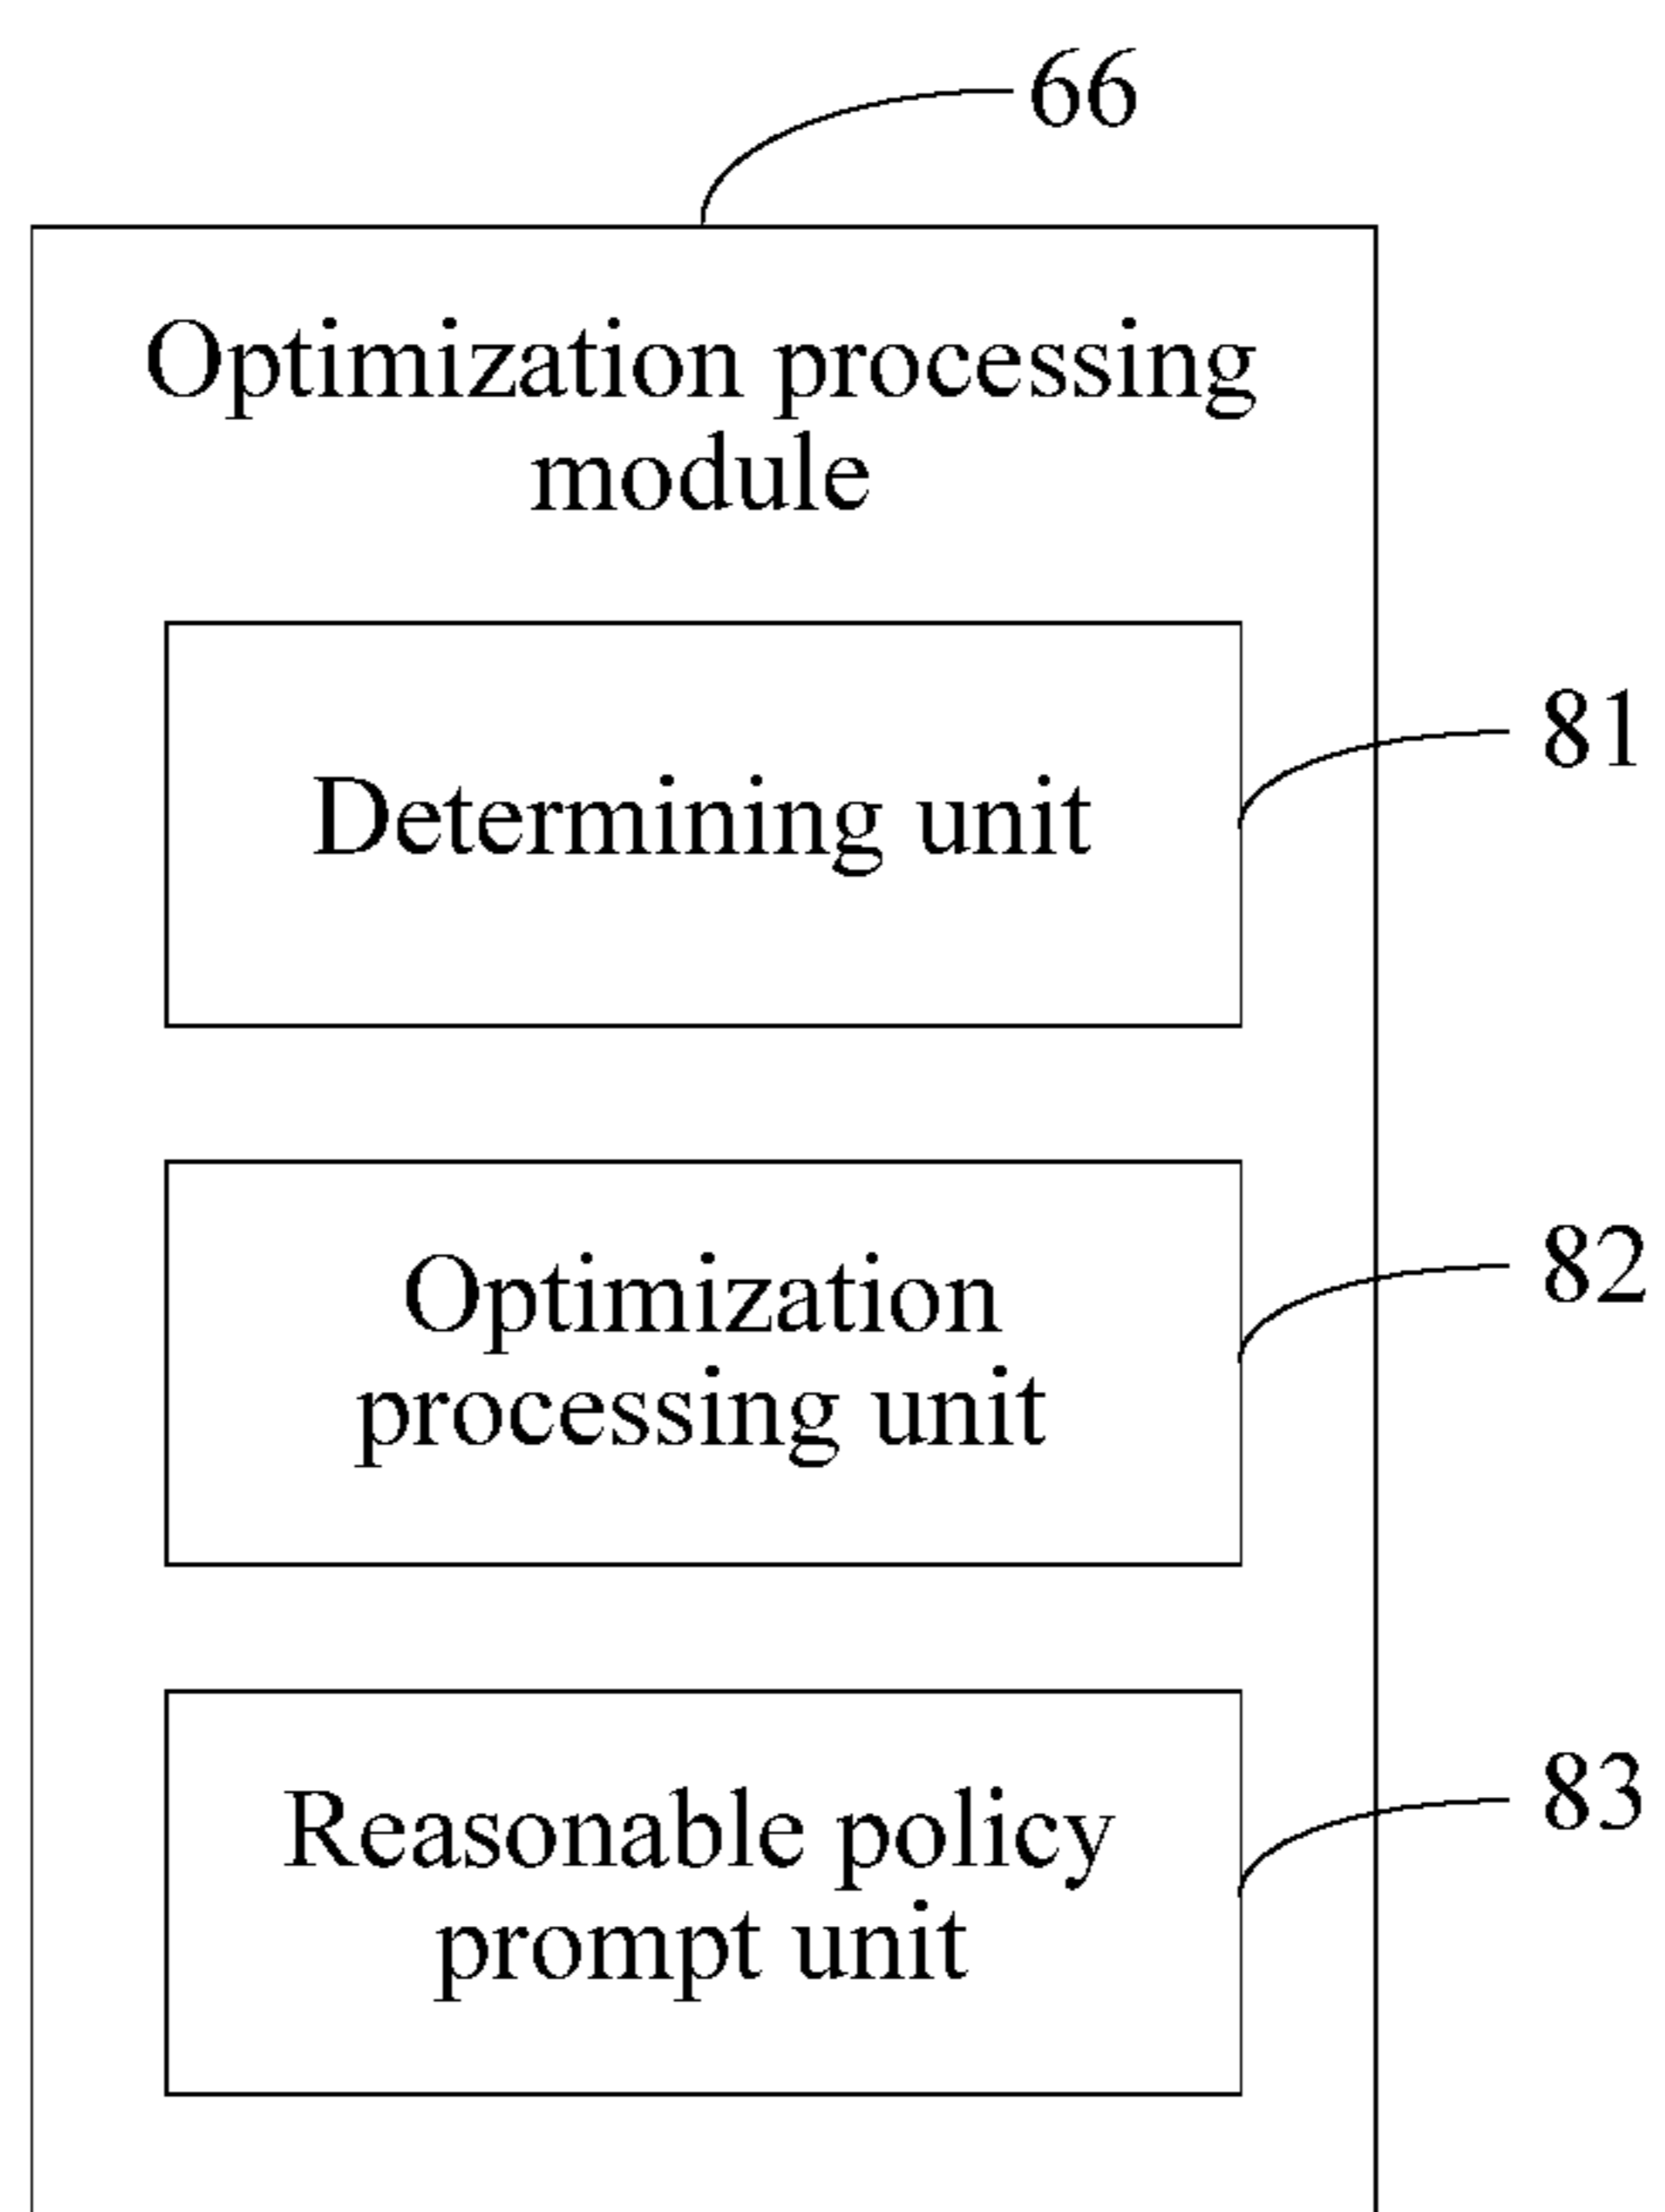 66
Optimization processing
module
81
Determining unit
82
Optimization
processing unit
83
Reasonable policy
prompt unit